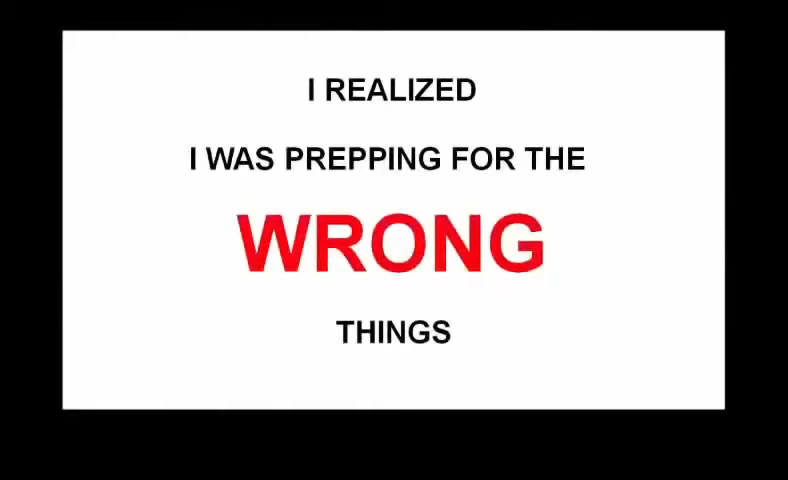 I REALIZED
I WAS PREPPING FOR THE
WRONG
THINGS